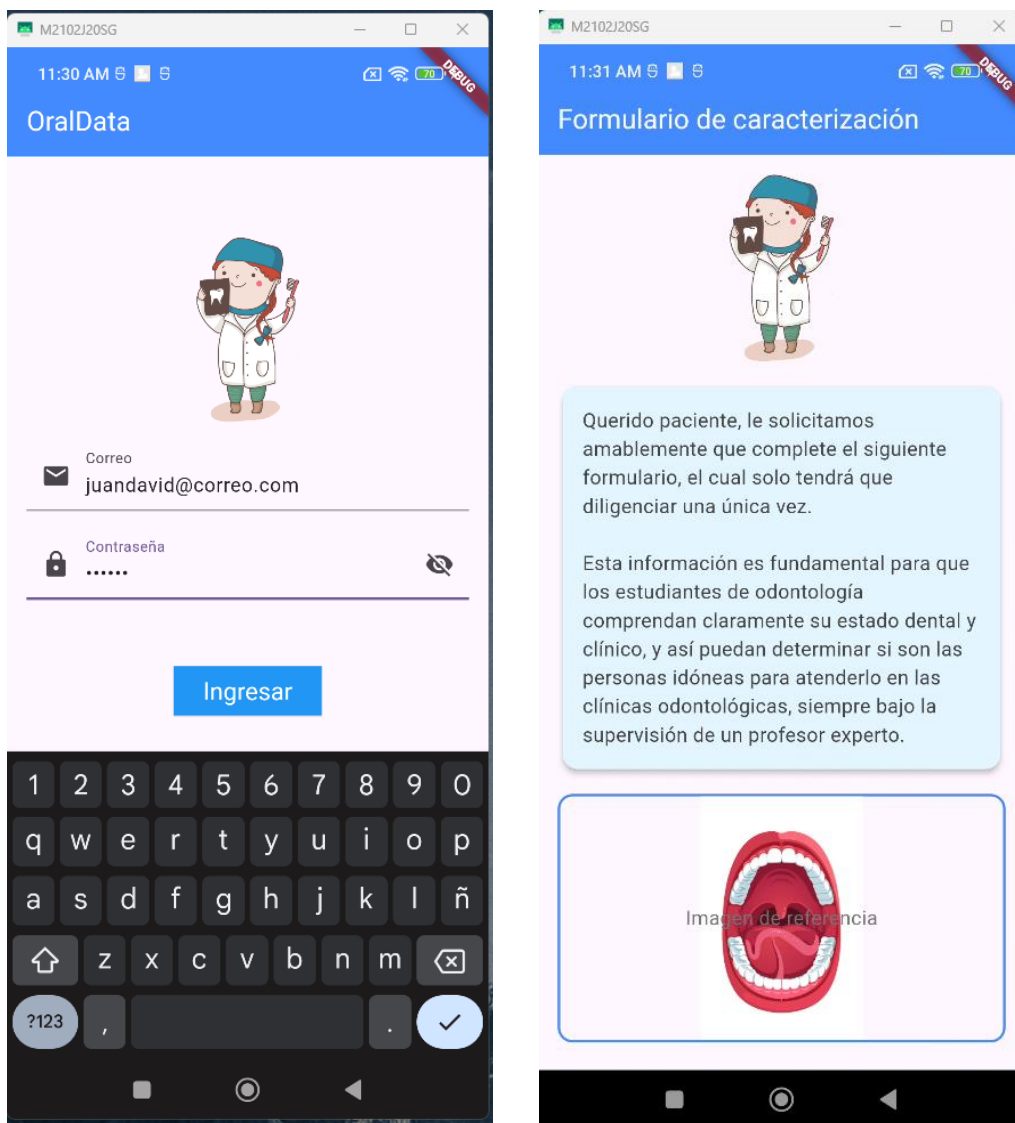 M2102J20SG
11:30 AM
70
DEBUG
OralData
Correo
juandavid@correo.com
Contraseña
••••••
Ingresar
1 2 3 4 5 6 7 8 9 0
q w e r t y u i o p
a s d f g h j k l ñ
z x c v b n m
?123 , .
M2102J20SG
11:31 AM
70
DEBUG
Formulario de caracterización
Querido paciente, le solicitamos
amablemente que complete el siguiente
formulario, el cual solo tendrá que
diligenciar una única vez.
Esta información es fundamental para que
los estudiantes de odontología
comprendan claramente su estado dental y
clínico, y así puedan determinar si son las
personas idóneas para atenderlo en las
clínicas odontológicas, siempre bajo la
supervisión de un profesor experto.
Imagen de referencia